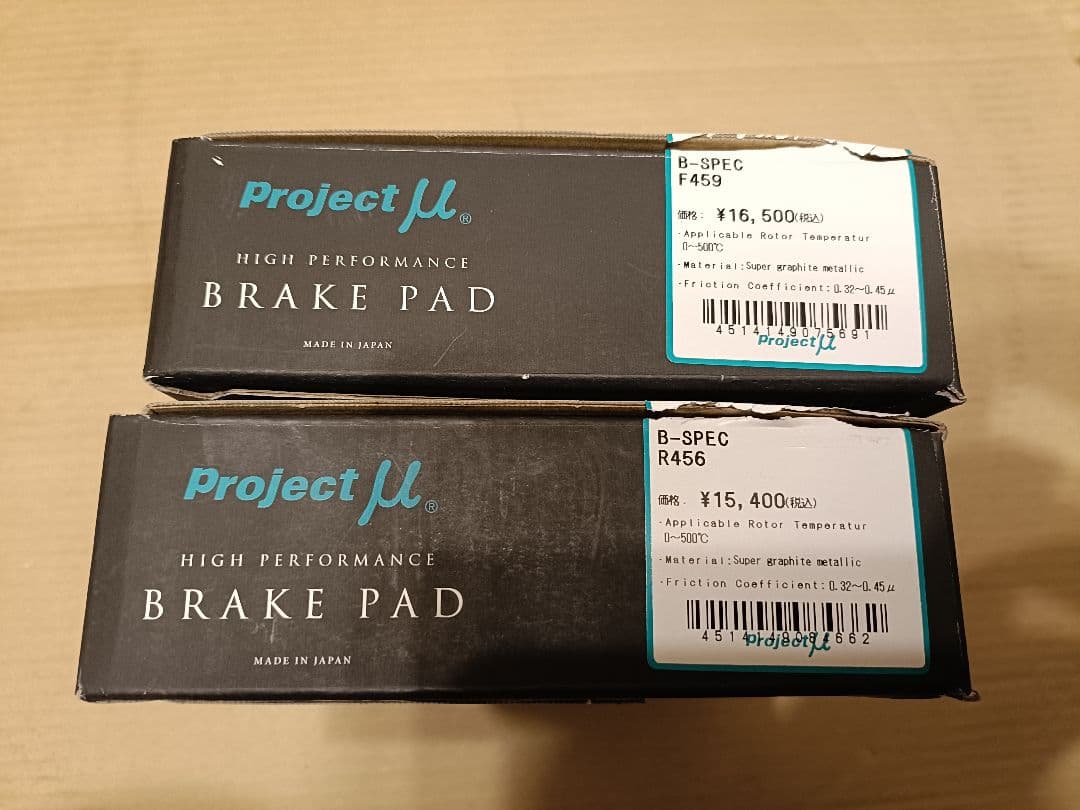 Project μ®
HIGH PERFORMANCE
BRAKE PAD
MADE IN JAPAN
B-SPEC
F459
価格: ¥16,500(税込)
·Applicable Rotor Temperatur
0~500℃
·Material:Super graphite metallic
·Friction Coefficient:0.32~0.45μ
4514149075691
Project μ
Project μ®
HIGH PERFORMANCE
BRAKE PAD
MADE IN JAPAN
B-SPEC
R456
価格: ¥15,400(税込)
·Applicable Rotor Temperatur
0~500℃
·Material:Super graphite metallic
·Friction Coefficient:0.32~0.45μ
Project μ